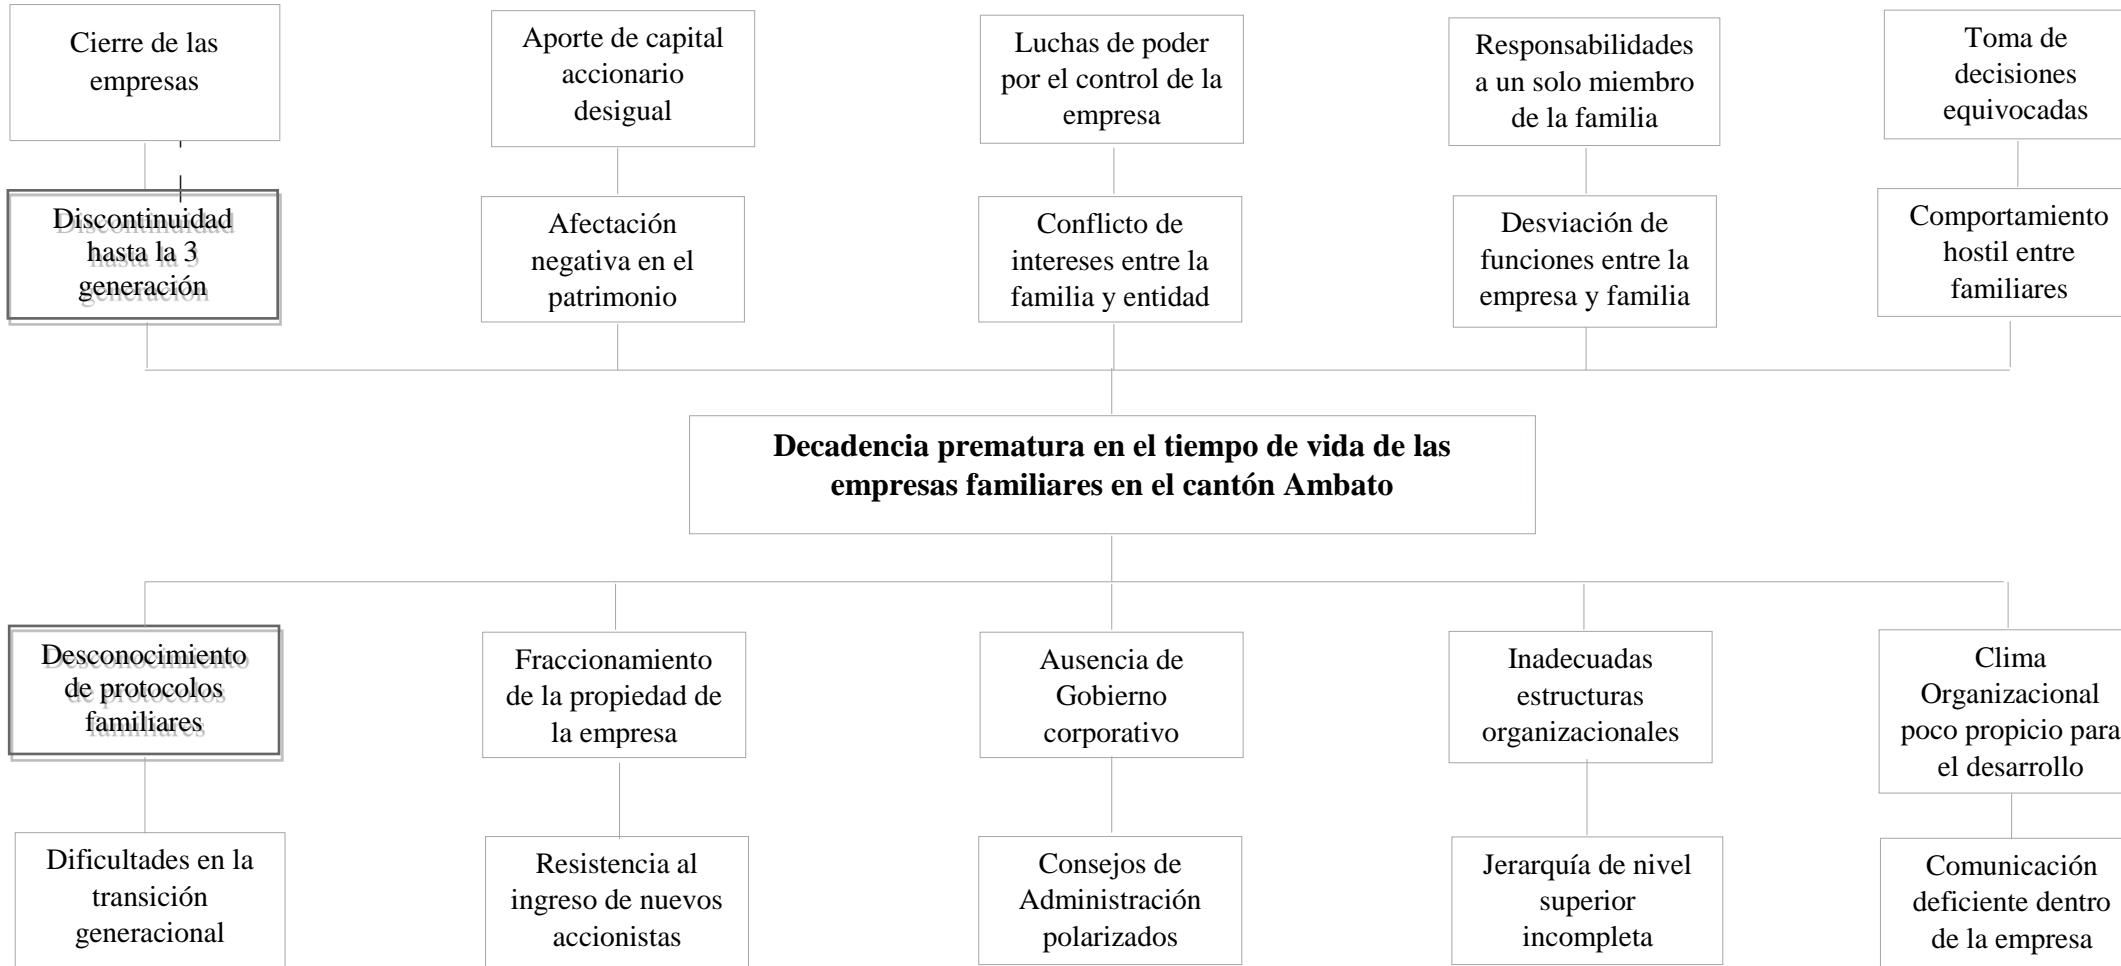 Cierre de las
empresas
Aporte de capital
accionario
desigual
Luchas de poder
por el control de la
empresa
Responsabilidades
a un solo miembro
de la familia
Toma de
decisiones
equivocadas
Discontinuidad
hasta la 3
generación
Afectación
negativa en el
patrimonio
Conflicto de
intereses entre la
familia y entidad
Desviación de
funciones entre la
empresa y familia
Comportamiento
hostil entre
familiares
Decadencia prematura en el tiempo de vida de las
empresas familiares en el cantón Ambato
Desconocimiento
de protocolos
familiares
Fraccionamiento
de la propiedad de
la empresa
Ausencia de
Gobierno
corporativo
Inadecuadas
estructuras
organizacionales
Clima
Organizacional
poco propicio para
el desarrollo
Dificultades en la
transición
generacional
Resistencia al
ingreso de nuevos
accionistas
Consejos de
Administración
polarizados
Jerarquía de nivel
superior
incompleta
Comunicación
deficiente dentro
de la empresa